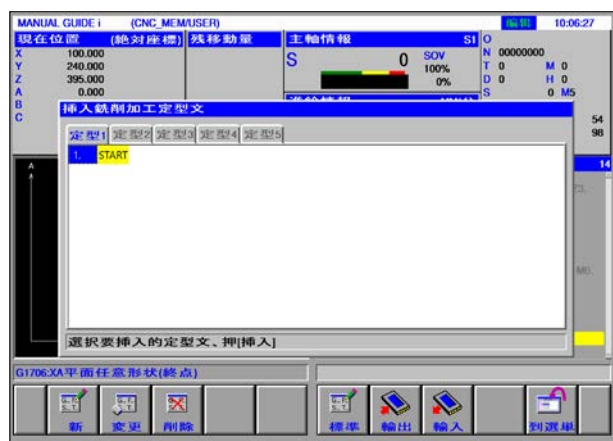 MANUAL GUIDE i (CNC_MEM/USER) 編輯 10:06:27
現在位置 (絶対座標) 残移動量 主軸情報 S1 O
X 100.000 S 0 SOV N 00000000
Y 240.000 100% T 0 M 0
Z 395.000 0% D 0 H 0
A 0.000 S 0 M5
B
C
54
98
挿入銑削加工定型文
定型1 定型2 定型3 定型4 定型5
1. START
A
14
73.
M0.
選択要挿入的定型文、押[挿入]
G1706:XA平面任意形状(終点)
新 変更 削除 標準 輸出 輸入 到選單